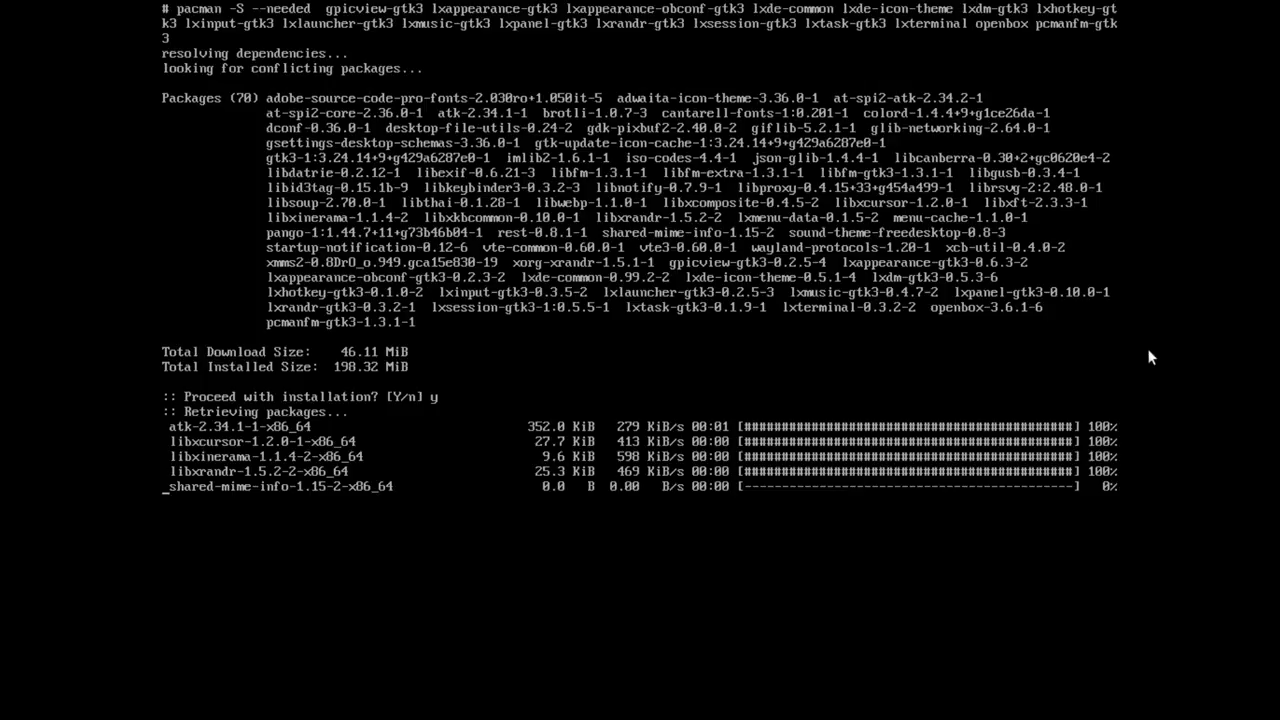 # pacman -S --needed  gpicview-gtk3 lxappearance-gtk3 lxappearance-obconf-gtk3 lxde-common lxde-icon-theme lxdm-gtk3 lxhotkey-gt
k3 lxinput-gtk3 lxlauncher-gtk3 lxmusic-gtk3 lxpanel-gtk3 lxrandr-gtk3 lxsession-gtk3 lxtask-gtk3 lxterminal openbox pcmanfm-gtk
3
resolving dependencies...
looking for conflicting packages...
Packages (70) adobe-source-code-pro-fonts-2.030ro+1.050it-5  adwaita-icon-theme-3.36.0-1  at-spi2-atk-2.34.2-1
at-spi2-core-2.36.0-1  atk-2.34.1-1  brotli-1.0.7-3  cantarell-fonts-1:0.201-1  colord-1.4.4+9+g1ce26da-1
dconf-0.36.0-1  desktop-file-utils-0.24-2  gdk-pixbuf2-2.40.0-2  giflib-5.2.1-1  glib-networking-2.64.0-1
gsettings-desktop-schemas-3.36.0-1  gtk-update-icon-cache-1:3.24.14+9+g429a6287e0-1
gtk3-1:3.24.14+9+g429a6287e0-1  imlib2-1.6.1-1  iso-codes-4.4-1  json-glib-1.4.4-1  libcanberra-0.30+2+gc0620e4-2
libdatrie-0.2.12-1  libexif-0.6.21-3  libfm-1.3.1-1  libfm-extra-1.3.1-1  libfm-gtk3-1.3.1-1  libgusb-0.3.4-1
libid3tag-0.15.1b-9  libkeybinder3-0.3.2-3  libnotify-0.7.9-1  libproxy-0.4.15+33+g454a499-1  librsvg-2:2.48.0-1
libsoup-2.70.0-1  libthai-0.1.28-1  libwebp-1.1.0-1  libxcomposite-0.4.5-2  libxcursor-1.2.0-1  libxft-2.3.3-1
libxinerama-1.1.4-2  libxkbcommon-0.10.0-1  libxrandr-1.5.2-2  lxmenu-data-0.1.5-2  menu-cache-1.1.0-1
pango-1:1.44.7+11+g73b46b04-1  rest-0.8.1-1  shared-mime-info-1.15-2  sound-theme-freedesktop-0.8-3
startup-notification-0.12-6  vte-common-0.60.0-1  vte3-0.60.0-1  wayland-protocols-1.20-1  xcb-util-0.4.0-2
xmms2-0.8DrO_o.949.gca15e830-19  xorg-xrandr-1.5.1-1  gpicview-gtk3-0.2.5-4  lxappearance-gtk3-0.6.3-2
lxappearance-obconf-gtk3-0.2.3-2  lxde-common-0.99.2-2  lxde-icon-theme-0.5.1-4  lxdm-gtk3-0.5.3-6
lxhotkey-gtk3-0.1.0-2  lxinput-gtk3-0.3.5-2  lxlauncher-gtk3-0.2.5-3  lxmusic-gtk3-0.4.7-2  lxpanel-gtk3-0.10.0-1
lxrandr-gtk3-0.3.2-1  lxsession-gtk3-1:0.5.5-1  lxtask-gtk3-0.1.9-1  lxterminal-0.3.2-2  openbox-3.6.1-6
pcmanfm-gtk3-1.3.1-1
Total Download Size:    46.11 MiB
Total Installed Size:  198.32 MiB
:: Proceed with installation? [Y/n] y
:: Retrieving packages...
atk-2.34.1-1-x86_64 352.0 KiB   279 KiB/s 00:01 [############################################] 100%
libxcursor-1.2.0-1-x86_64 27.7 KiB   413 KiB/s 00:00 [############################################] 100%
libxinerama-1.1.4-2-x86_64 9.6 KiB   598 KiB/s 00:00 [############################################] 100%
libxrandr-1.5.2-2-x86_64 25.3 KiB   469 KiB/s 00:00 [############################################] 100%
_shared-mime-info-1.15-2-x86_64 0.0   B  0.00   B/s 00:00 [--------------------------------------------]   0%